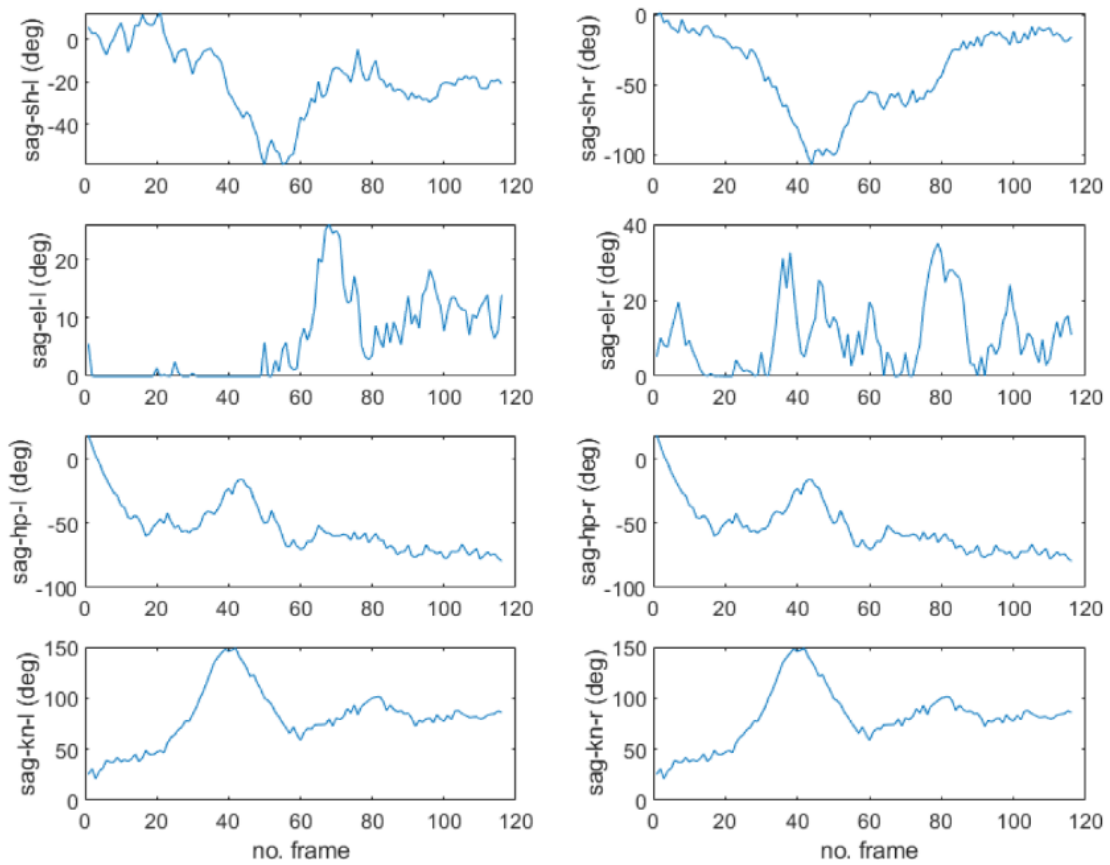 sag-sh-l (deg)
0
-20
-40
0 20 40 60 80 100 120
sag-sh-r (deg)
0
-50
-100
0 20 40 60 80 100 120
sag-el-l (deg)
20
10
0
0 20 40 60 80 100 120
sag-el-r (deg)
40
20
0
0 20 40 60 80 100 120
sag-hp-l (deg)
0
-50
-100
0 20 40 60 80 100 120
sag-hp-r (deg)
0
-50
-100
0 20 40 60 80 100 120
sag-kn-l (deg)
150
100
50
0
0 20 40 60 80 100 120
no. frame
sag-kn-r (deg)
150
100
50
0
0 20 40 60 80 100 120
no. frame